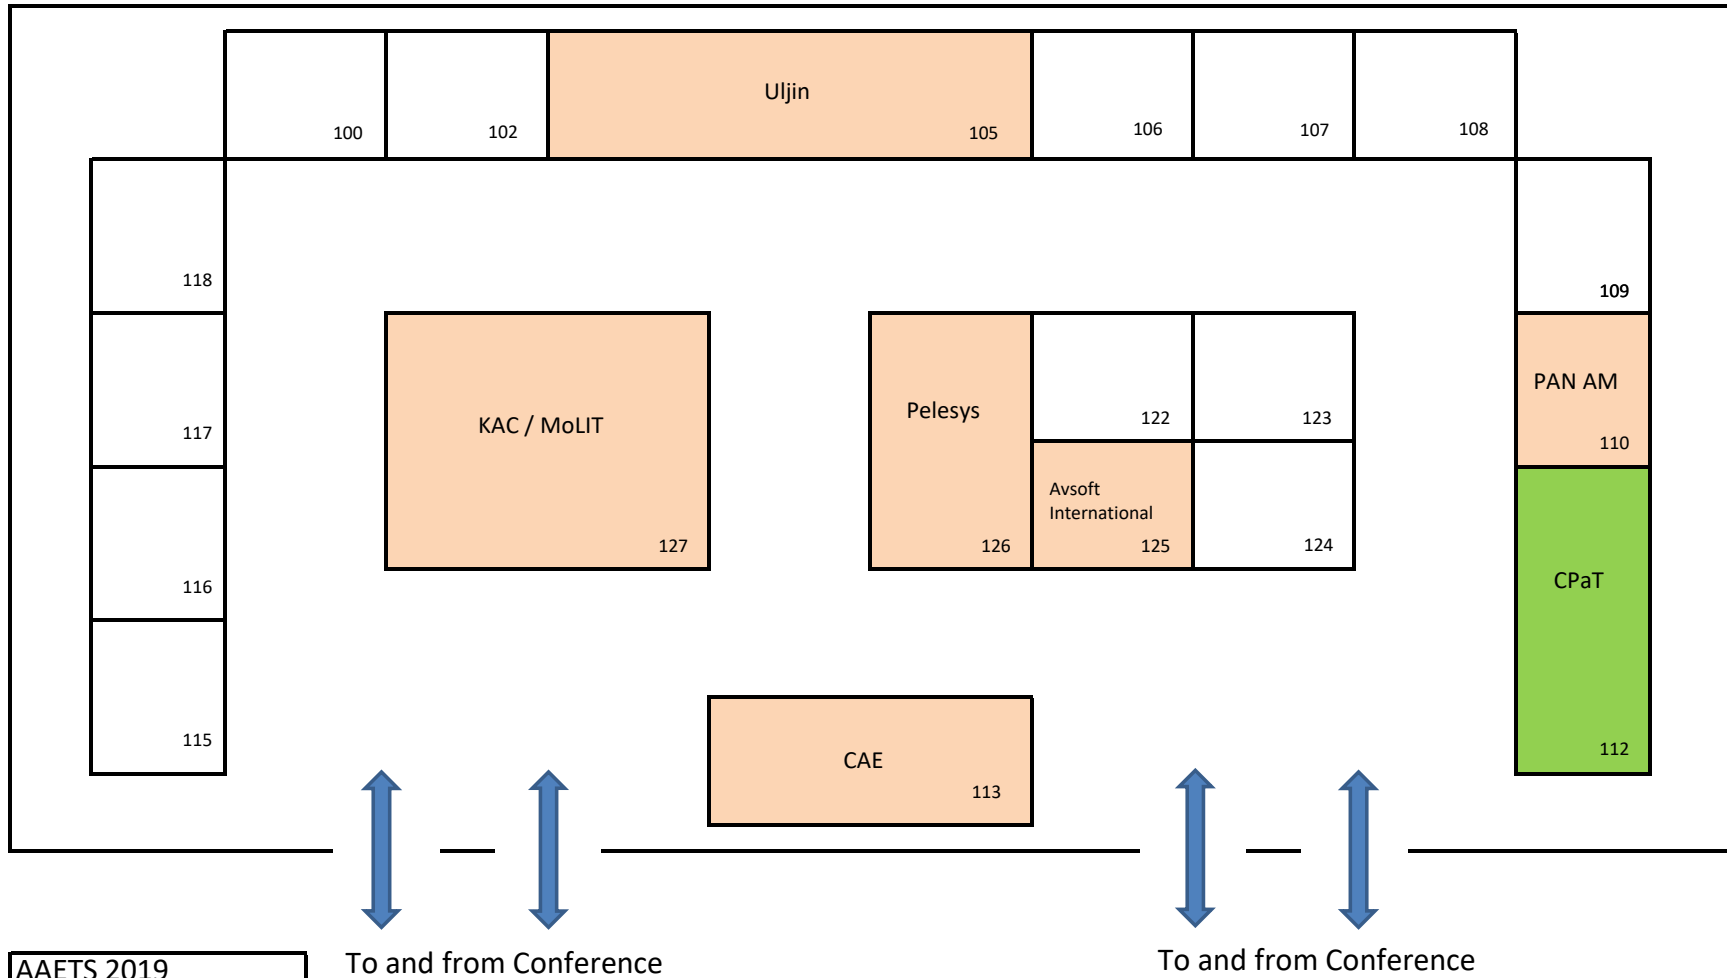 Uljin
100
102
105
106
107
108
118
109
117
KAC / MoLIT
127
Pelesys
126
122
123
Avsoft
International
125
124
PAN AM
110
116
CPaT
112
115
CAE
113
To and from Conference
To and from Conference
AAETS 2019